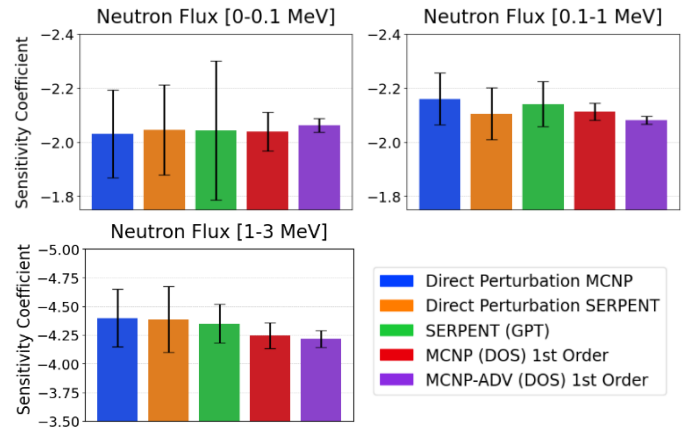 Neutron Flux [0-0.1 MeV]
Sensitivity Coefficient
−2.4
−2.2
−2.0
−1.8
Neutron Flux [0.1-1 MeV]
−2.4
−2.2
−2.0
−1.8
Neutron Flux [1-3 MeV]
Sensitivity Coefficient
−5.00
−4.75
−4.50
−4.25
−4.00
−3.75
−3.50
Direct Perturbation MCNP
Direct Perturbation SERPENT
SERPENT (GPT)
MCNP (DOS) 1st Order
MCNP-ADV (DOS) 1st Order